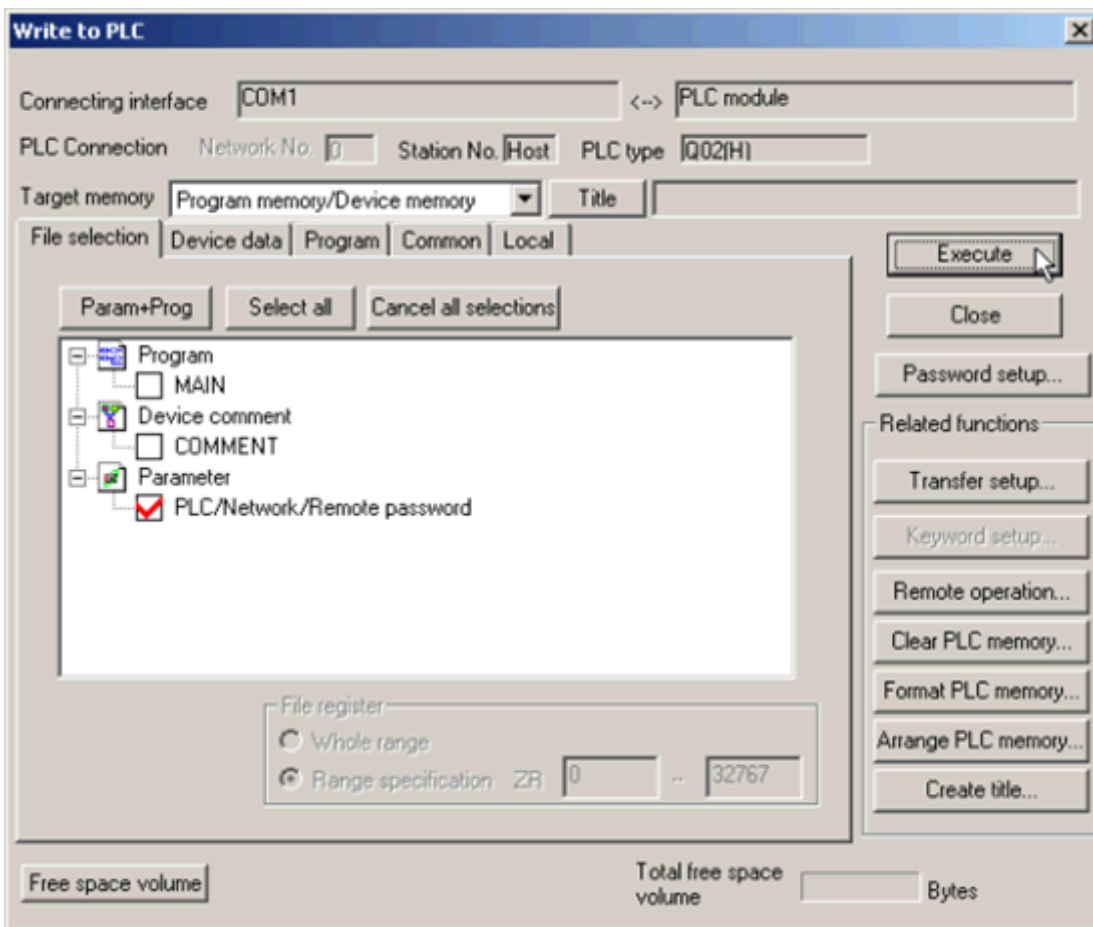 Write to PLC
Connecting interface COM1 <--> PLC module
PLC Connection Network No. 0 Station No. Host PLC type Q02(H)
Target memory Program memory/Device memory Title
File selection Device data Program Common Local
Execute
Param+Prog Select all Cancel all selections
Close
Program
MAIN
Password setup...
Device comment
Related functions
COMMENT
Parameter
Transfer setup...
PLC/Network/Remote password
Keyword setup...
Remote operation...
Clear PLC memory...
Format PLC memory...
File register
Whole range
Arrange PLC memory...
Range specification ZR 0 .. 32767
Create title...
Free space volume
Total free space
volume Bytes